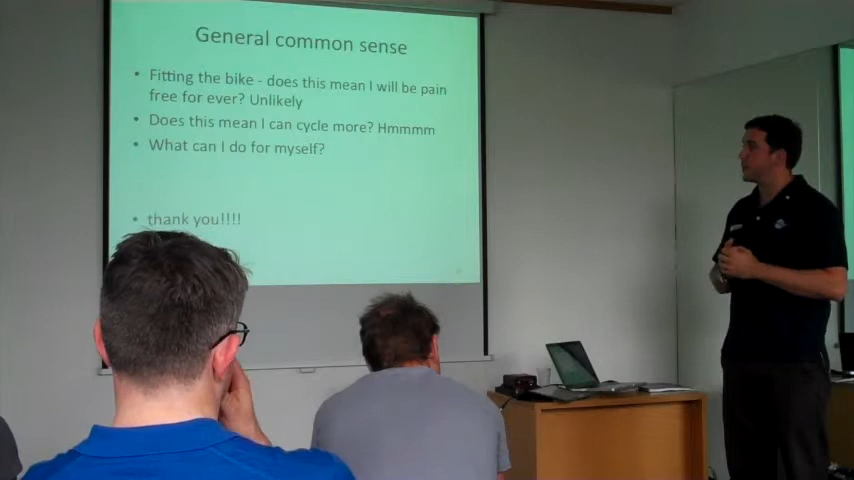 General common sense
• Fitting the bike - does this mean I will be pain
free for ever? Unlikely
• Does this mean I can cycle more? Hmmmm
• What can I do for myself?
• thank you!!!!